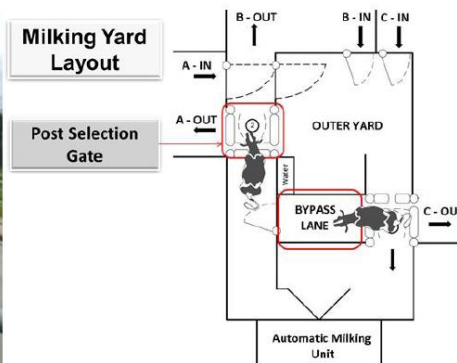 Milking Yard
Layout
B - OUT
B - IN
C - IN
A - IN
A - OUT
Post Selection
Gate
2
OUTER YARD
Water
BYPASS
LANE
C - OU
Automatic Milking
Unit